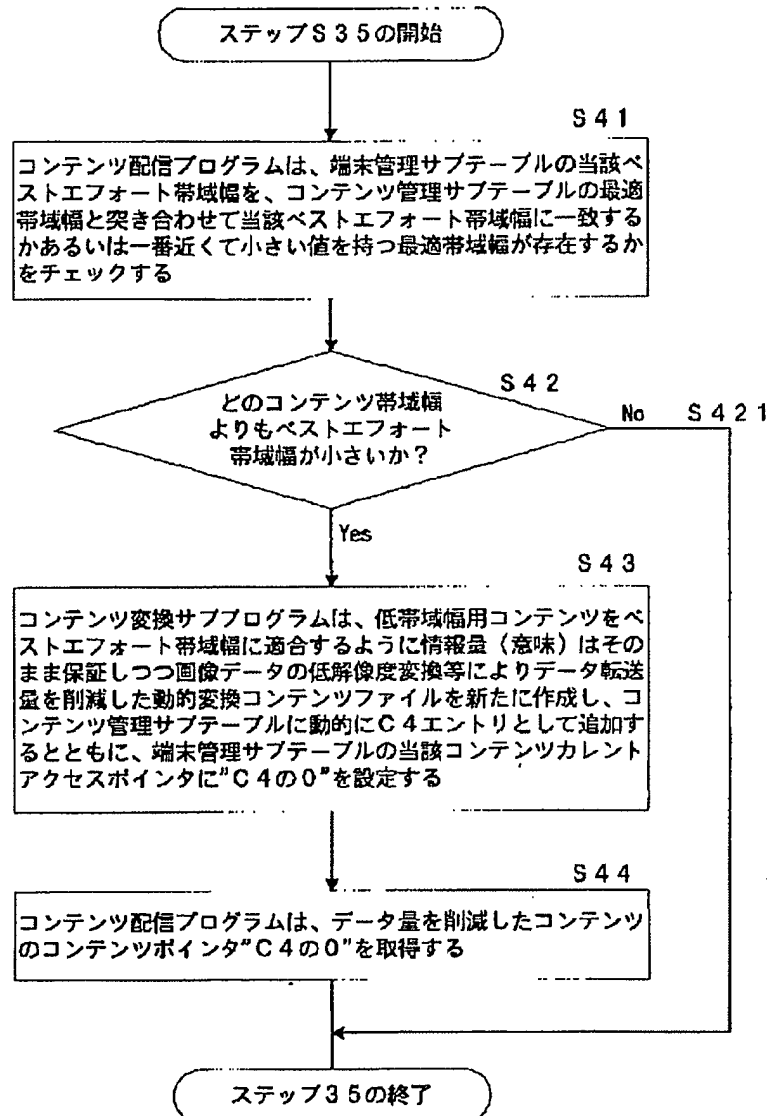 ステップS35の開始
S41
コンテンツ配信プログラムは、端末管理サブテーブルの当該ベ
ストエフォート帯域幅を、コンテンツ管理サブテーブルの最適
帯域幅と突き合わせて当該ベストエフォート帯域幅に一致する
かあるいは一番近くて小さい値を持つ最適帯域幅が存在するか
をチェックする
S42
どのコンテンツ帯域幅
よりもベストエフォート
帯域幅が小さいか?
No S421
Yes
S43
コンテンツ変換サブプログラムは、低帯域幅用コンテンツをベ
ストエフォート帯域幅に適合するように情報量(意味)はその
まま保証しつつ画像データの低解像度変換等によりデータ転送
量を削減した動的変換コンテンツファイルを新たに作成し、コ
ンテンツ管理サブテーブルに動的にC4エントリとして追加す
るとともに、端末管理サブテーブルの当該コンテンツカレント
アクセスポインタに"C4の0"を設定する
S44
コンテンツ配信プログラムは、データ量を削減したコンテンツ
のコンテンツポインタ"C4の0"を取得する
ステップ35の終了